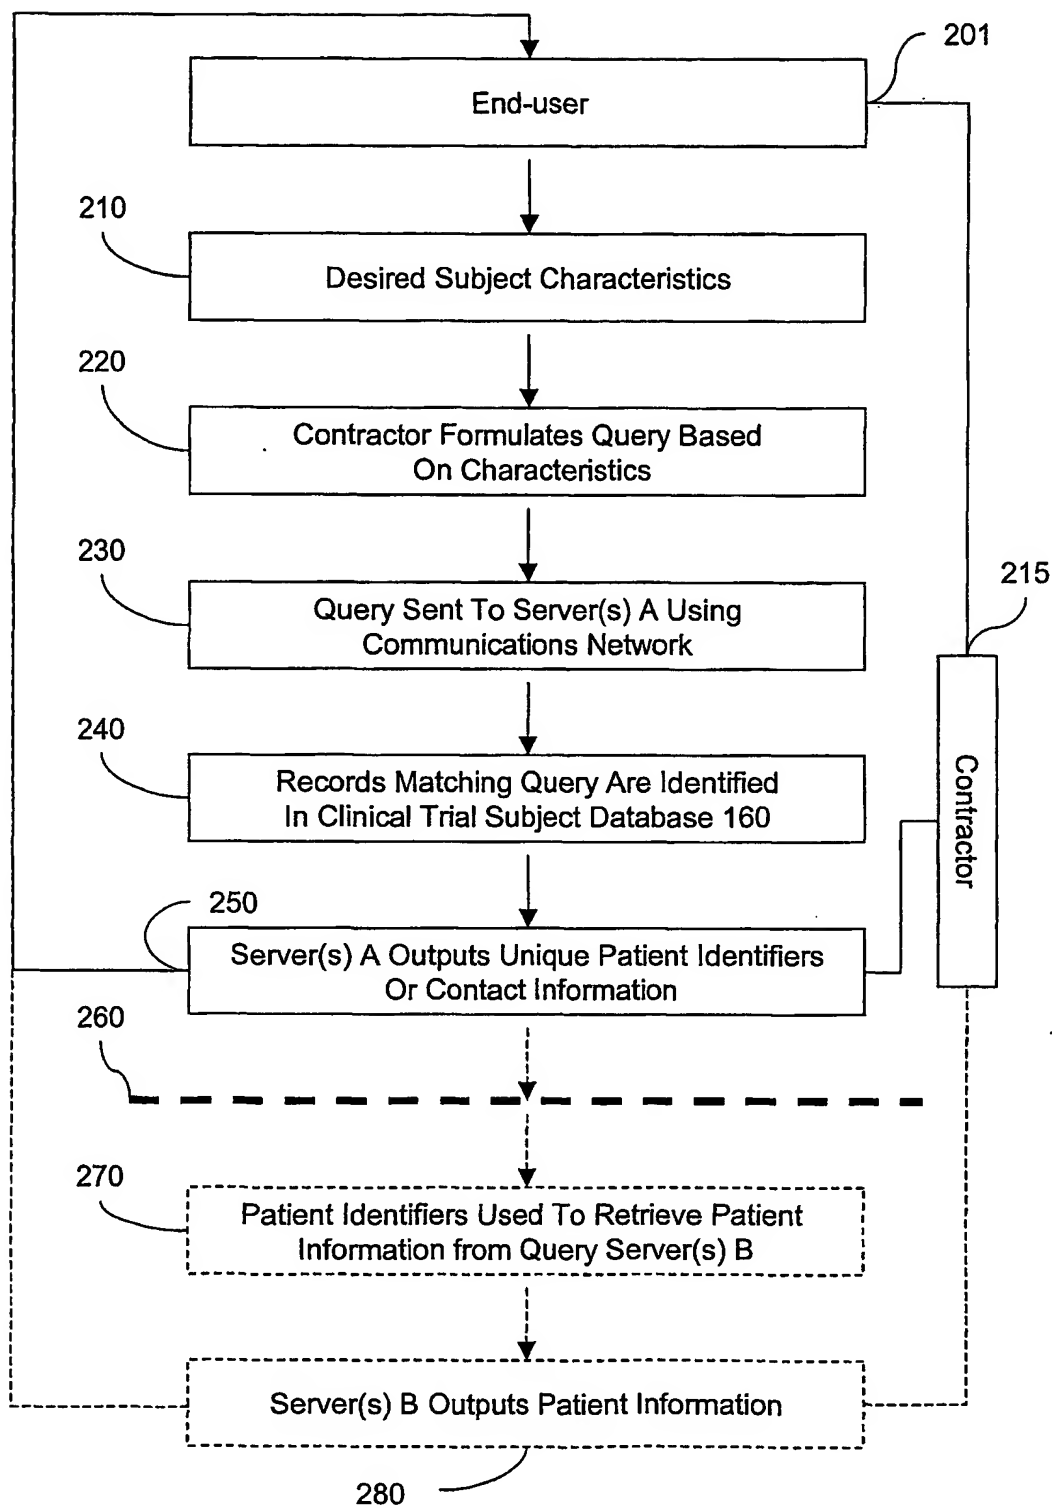 201
End-user
210
Desired Subject Characteristics
220
Contractor Formulates Query Based
On Characteristics
230
Query Sent To Server(s) A Using
Communications Network
215
Contractor
240
Records Matching Query Are Identified
In Clinical Trial Subject Database 160
250
Server(s) A Outputs Unique Patient Identifiers
Or Contact Information
260
270
Patient Identifiers Used To Retrieve Patient
Information from Query Server(s) B
Server(s) B Outputs Patient Information
280